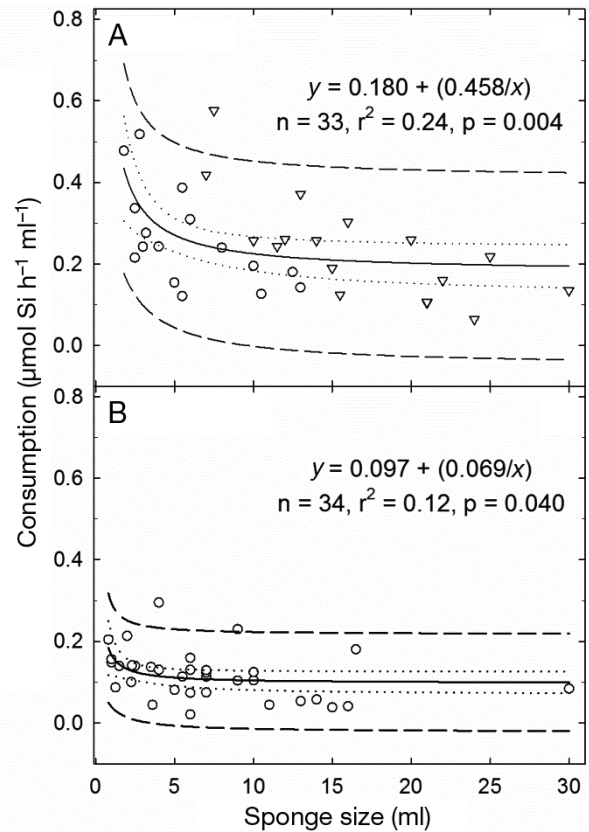 Consumption (μmol Si h⁻¹ ml⁻¹)
0.8
A
y = 0.180 + (0.458/x)
n = 33, r² = 0.24, p = 0.004
0.6
0.4
0.2
0.0
0.8
B
y = 0.097 + (0.069/x)
n = 34, r² = 0.12, p = 0.040
0.6
0.4
0.2
0.0
0 5 10 15 20 25 30
Sponge size (ml)